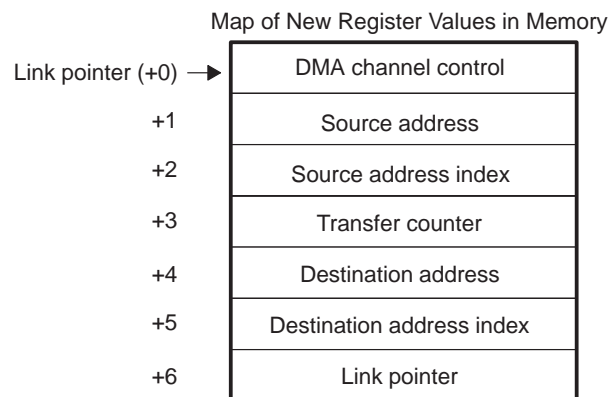 Map of New Register Values in Memory
Link pointer (+0) DMA channel control
+1 Source address
+2 Source address index
+3 Transfer counter
+4 Destination address
+5 Destination address index
+6 Link pointer